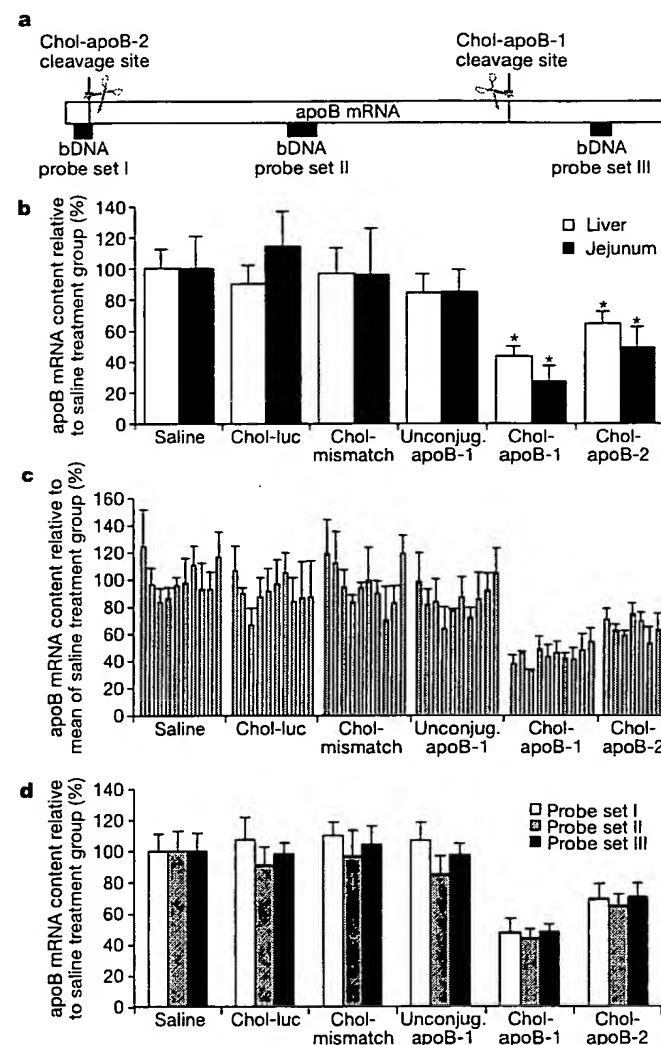 a
Chol-apoB-2
cleavage site
Chol-apoB-1
cleavage site
apoB mRNA
bDNA
probe set I
bDNA
probe set II
bDNA
probe set III
b
apoB mRNA content relative
to saline treatment group (%)
140
120
100
80
60
40
20
0
Liver
Jejunum
*
*
*
*
Saline
Chol-luc
Chol-
mismatch
Unconjug.
apoB-1
Chol-
apoB-1
Chol-
apoB-2
c
apoB mRNA content relative to
mean of saline treatment group (%)
160
140
120
100
80
60
40
20
0
Saline
Chol-luc
Chol-
mismatch
Unconjug.
apoB-1
Chol-
apoB-1
Chol-
apoB-2
d
apoB mRNA content relative
to saline treatment group (%)
140
120
100
80
60
40
20
0
Probe set I
Probe set II
Probe set III
Saline
Chol-luc
Chol-
mismatch
Unconjug.
apoB-1
Chol-
apoB-1
Chol-
apoB-2